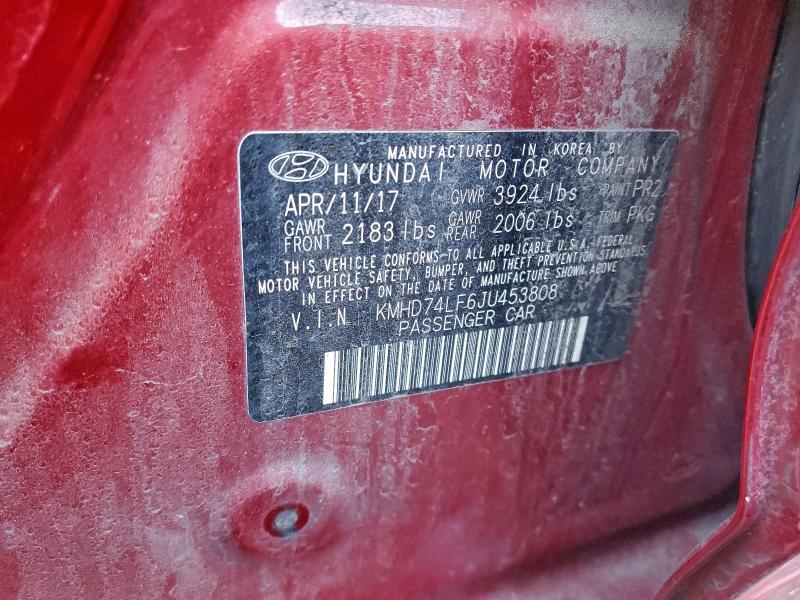 MANUFACTURED IN KOREA BY
HYUNDAI MOTOR COMPANY
APR/11/17 GVWR 3924 lbs PAINT PR2
GAWR FRONT 2183 lbs GAWR REAR 2006 lbs TRIM PKG
THIS VEHICLE CONFORMS TO ALL APPLICABLE U.S.A. FEDERAL
MOTOR VEHICLE SAFETY, BUMPER, AND THEFT PREVENTION STANDARDS
IN EFFECT ON THE DATE OF MANUFACTURE SHOWN ABOVE
V.I.N KMHD74LF6JU453808
PASSENGER CAR